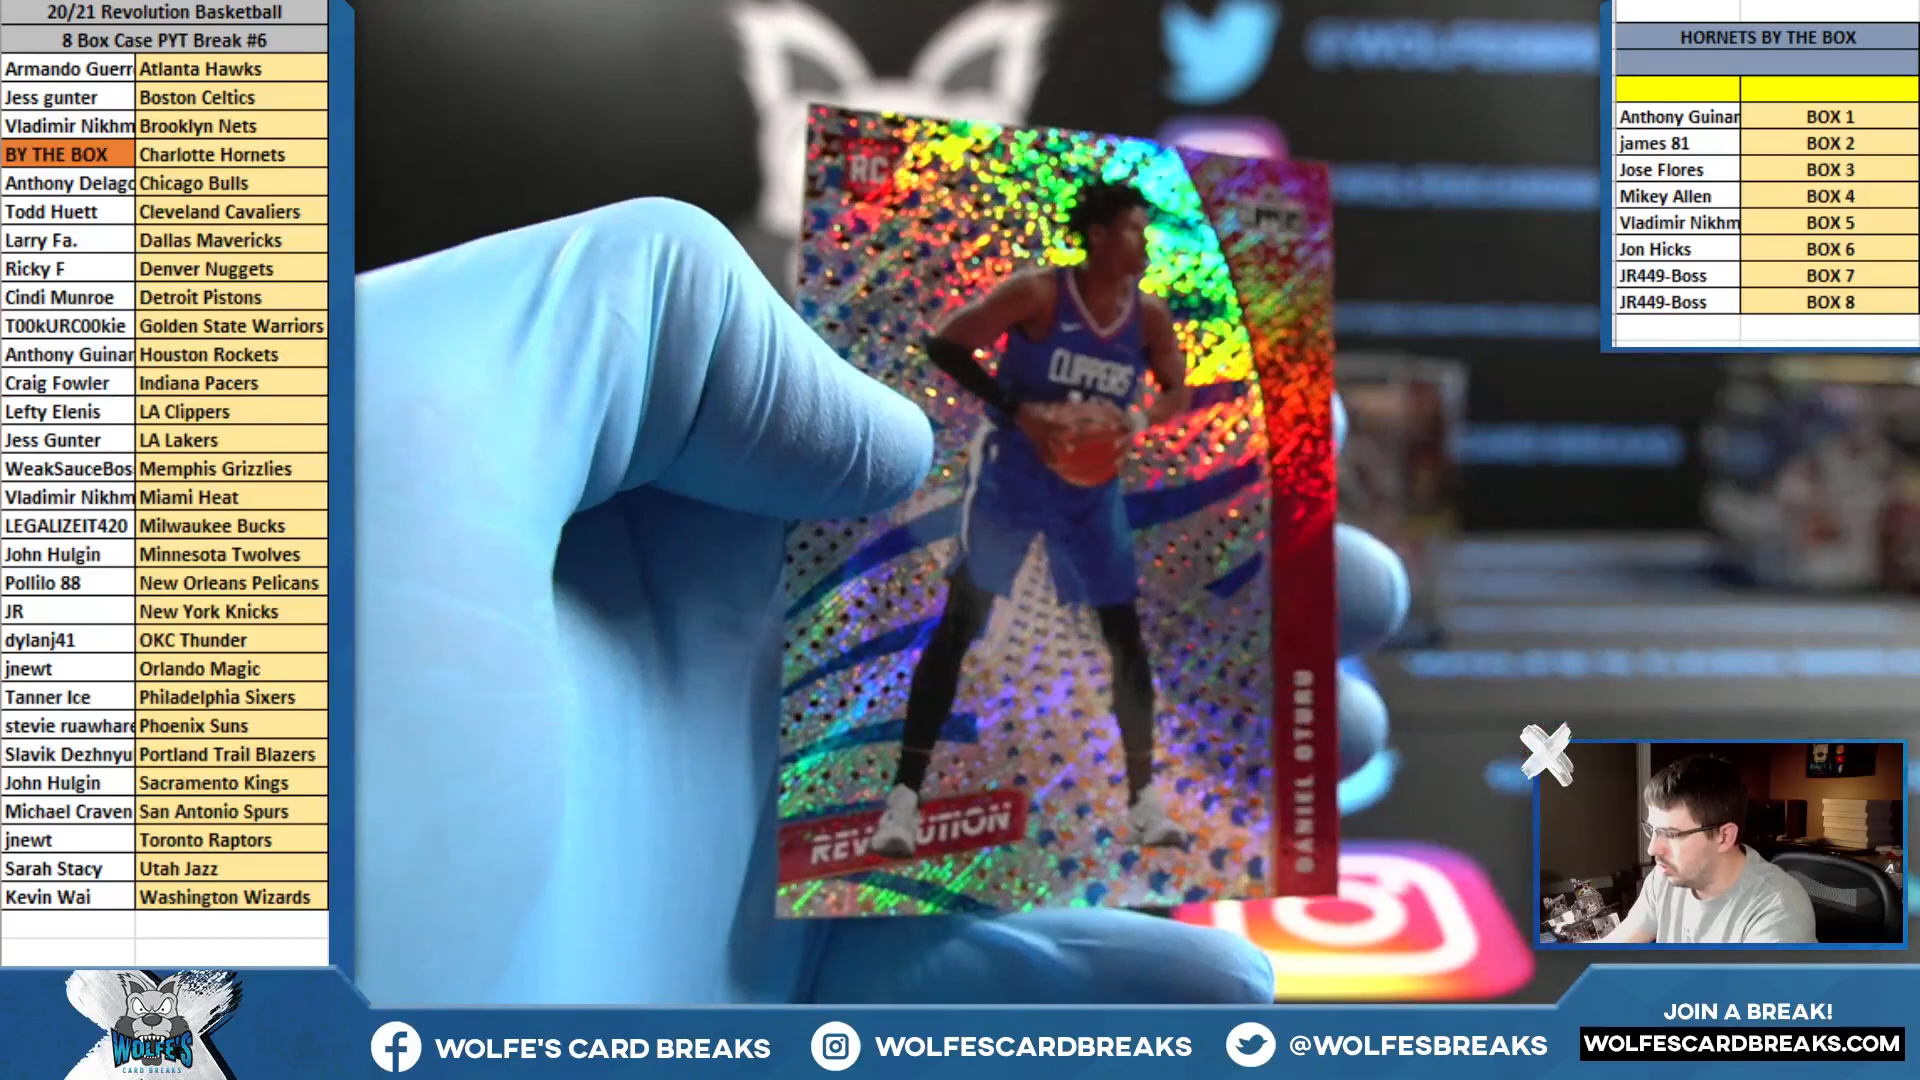 20/21 Revolution Basketball
8 Box Case PYT Break #6
Armando Guerr Atlanta Hawks
Jess gunter Boston Celtics
Vladimir Nikhm Brooklyn Nets
BY THE BOX Charlotte Hornets
Anthony Delago Chicago Bulls
Todd Huett Cleveland Cavaliers
Larry Fa. Dallas Mavericks
Ricky F Denver Nuggets
Cindi Munroe Detroit Pistons
T00kURC00kie Golden State Warriors
Anthony Guinar Houston Rockets
Craig Fowler Indiana Pacers
Lefty Elenis LA Clippers
Jess Gunter LA Lakers
WeakSauceBos Memphis Grizzlies
Vladimir Nikhm Miami Heat
LEGALIZEIT420 Milwaukee Bucks
John Hulgin Minnesota Twolves
Pollilo 88 New Orleans Pelicans
JR New York Knicks
dylanj41 OKC Thunder
jnewt Orlando Magic
Tanner Ice Philadelphia Sixers
stevie ruawhare Phoenix Suns
Slavik Dezhnyu Portland Trail Blazers
John Hulgin Sacramento Kings
Michael Craven San Antonio Spurs
jnewt Toronto Raptors
Sarah Stacy Utah Jazz
Kevin Wai Washington Wizards
RC
CLIPPERS
REVOLUTION
DANIEL OTURU
HORNETS BY THE BOX
Anthony Guinar BOX 1
james 81 BOX 2
Jose Flores BOX 3
Mikey Allen BOX 4
Vladimir Nikhm BOX 5
Jon Hicks BOX 6
JR449-Boss BOX 7
JR449-Boss BOX 8
WOLFE'S
CARD BREAKS
WOLFE'S CARD BREAKS
WOLFESCARDBREAKS
@WOLFESBREAKS
JOIN A BREAK!
WOLFESCARDBREAKS.COM